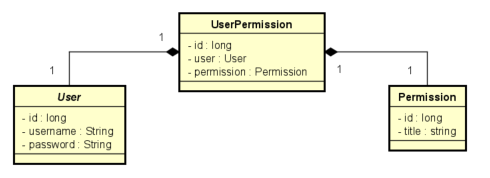 UserPermission
- id : long
- user : User
- permission : Permission
1
1
1
1
User
- id : long
- username : String
- password : String
Permission
- id : long
- title : string